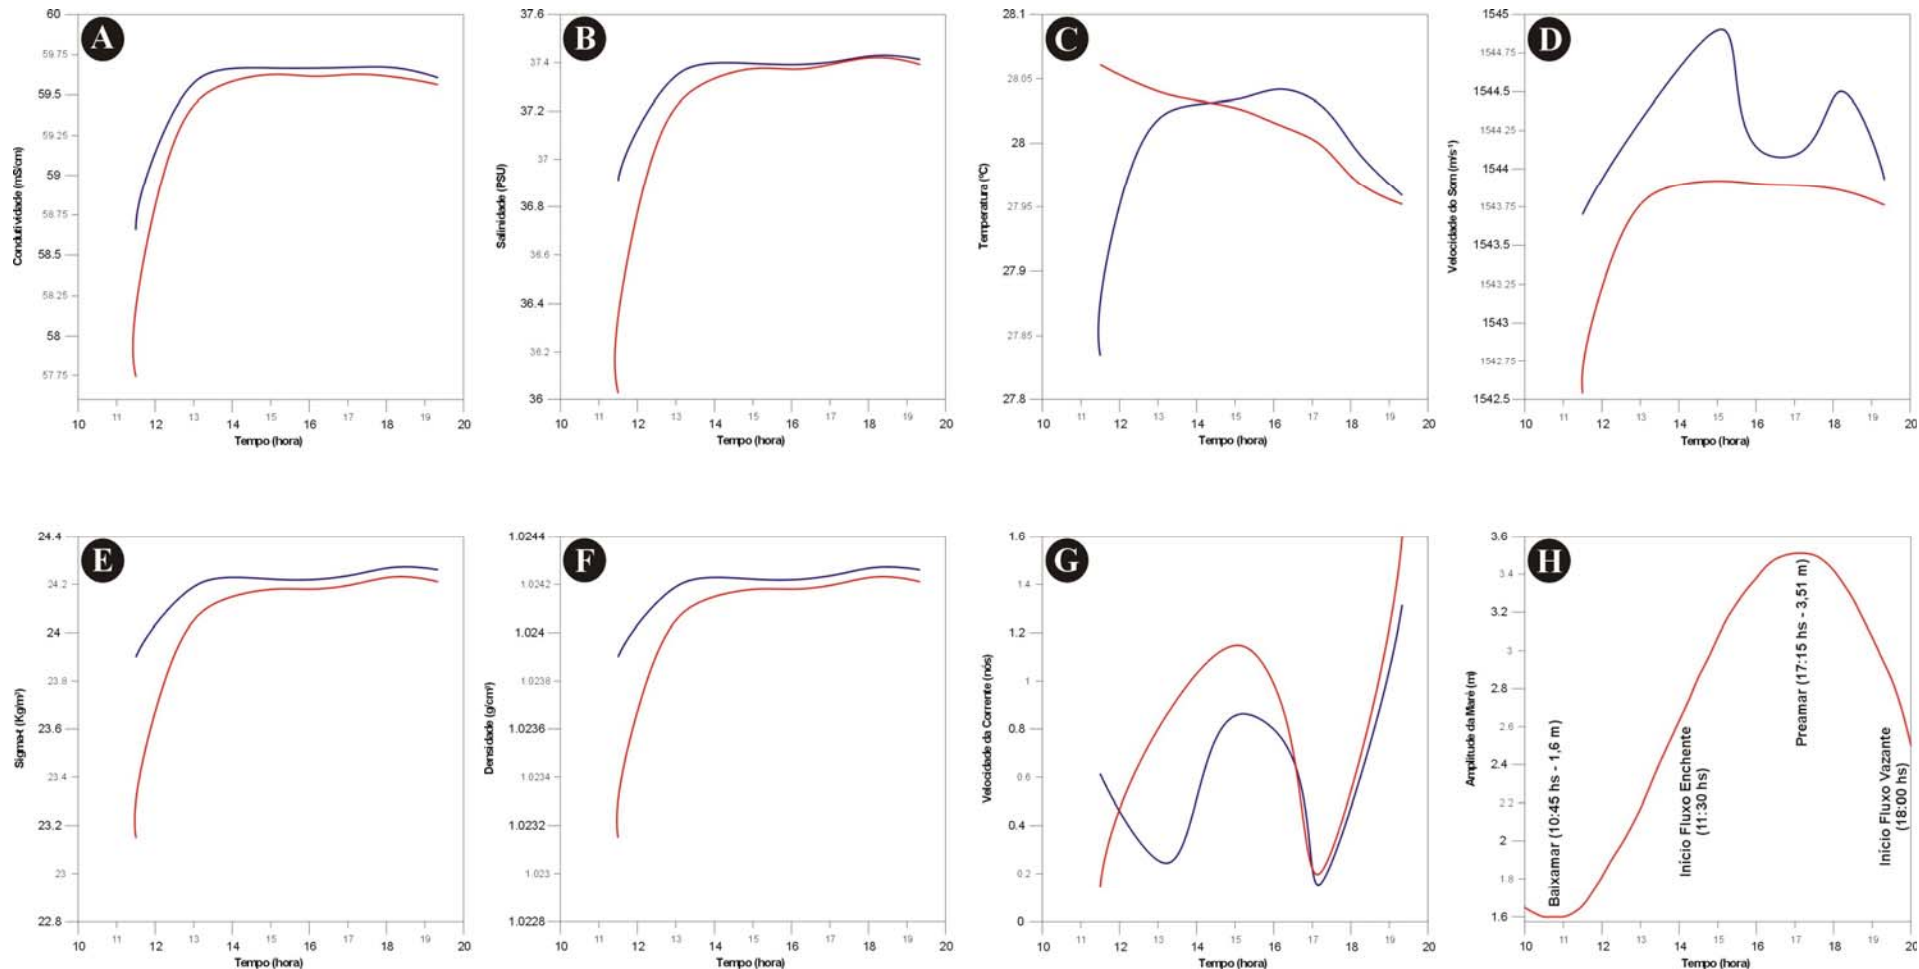 A
60
59.75
59.5
59.25
59
58.75
58.5
58.25
58
57.75
Condutividade (mS/cm)
10 11 12 13 14 15 16 17 18 19 20
Tempo (hora)
B
37.6
37.4
37.2
37
36.8
36.6
36.4
36.2
36
Salinidade (PSU)
10 11 12 13 14 15 16 17 18 19 20
Tempo (hora)
C
28.1
28.05
28
27.95
27.9
27.85
27.8
Temperatura (ºC)
10 11 12 13 14 15 16 17 18 19 20
Tempo (hora)
D
1545
1544.75
1544.5
1544.25
1544
1543.75
1543.5
1543.25
1543
1542.75
1542.5
Velocidade do Som (m/s⁻¹)
10 11 12 13 14 15 16 17 18 19 20
Tempo (hora)
E
24.4
24.2
24
23.8
23.6
23.4
23.2
23
22.8
Sigma-t (Kg/m³)
10 11 12 13 14 15 16 17 18 19 20
Tempo (hora)
F
1.0244
1.0242
1.024
1.0238
1.0236
1.0234
1.0232
1.023
1.0228
Densidade (g/cm³)
10 11 12 13 14 15 16 17 18 19 20
Tempo (hora)
G
1.6
1.4
1.2
1
0.8
0.6
0.4
0.2
0
Velocidade da Corrente (nós)
10 11 12 13 14 15 16 17 18 19 20
Tempo (hora)
H
3.6
3.4
3.2
3
2.8
2.6
2.4
2.2
2
1.8
1.6
Amplitude da Maré (m)
Baixamar (10:45 hs - 1,6 m)
Início Fluxo Enchente
(11:30 hs)
Preamar (17:15 hs - 3,51 m)
Início Fluxo Vazante
(18:00 hs)
10 11 12 13 14 15 16 17 18 19 20
Tempo (hora)